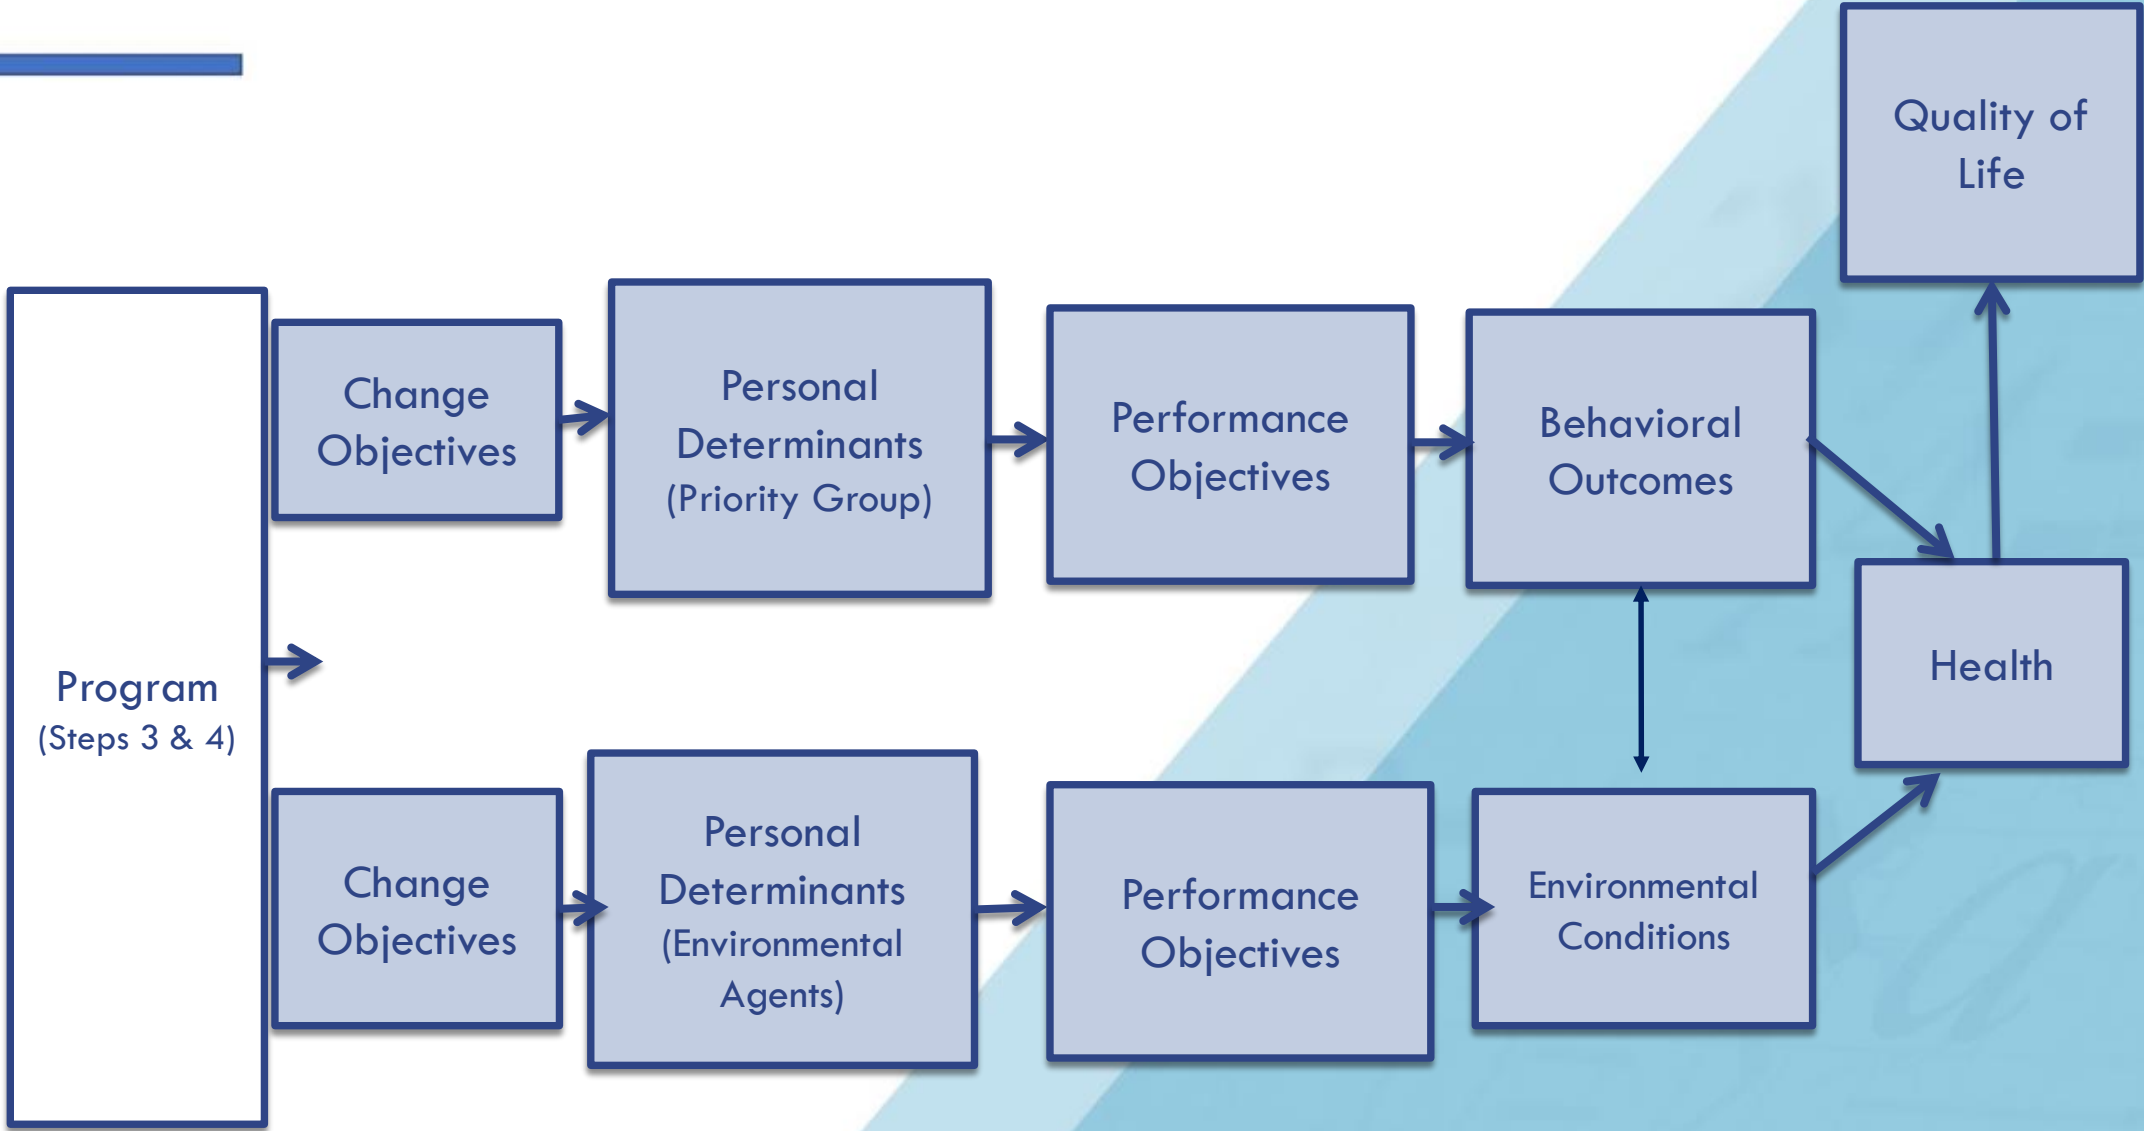 Quality of
Life
Change
Objectives
Personal
Determinants
(Priority Group)
Performance
Objectives
Behavioral
Outcomes
Program
(Steps 3 & 4)
Health
Change
Objectives
Personal
Determinants
(Environmental
Agents)
Performance
Objectives
Environmental
Conditions